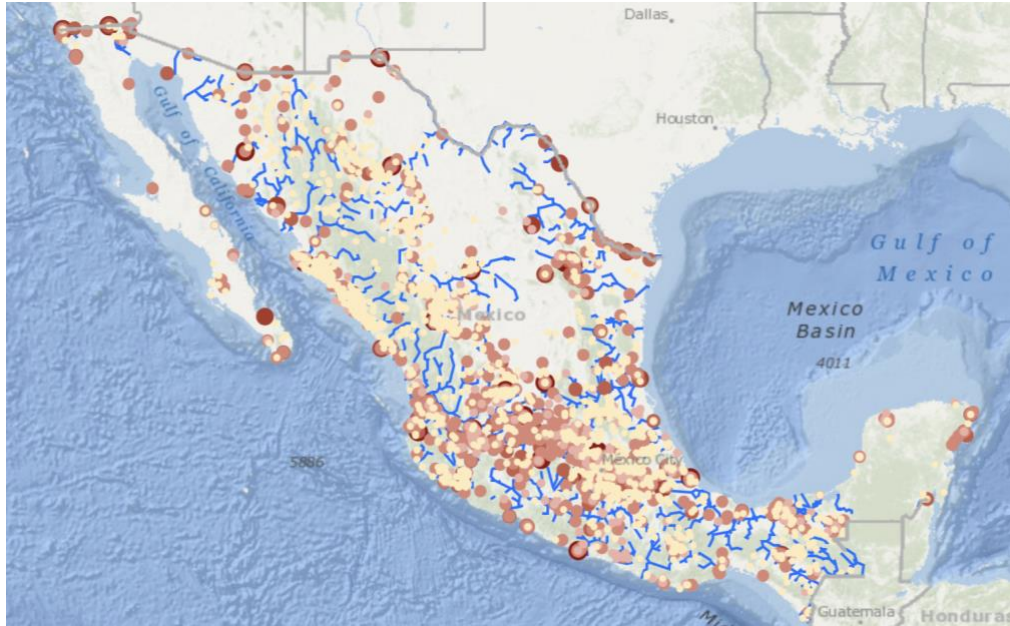 Dallas
Houston
Gulf of
California
Gulf of
Mexico
Mexico
Basin
4011
Mexico
Mexico City
5886
Guatemala
Honduras